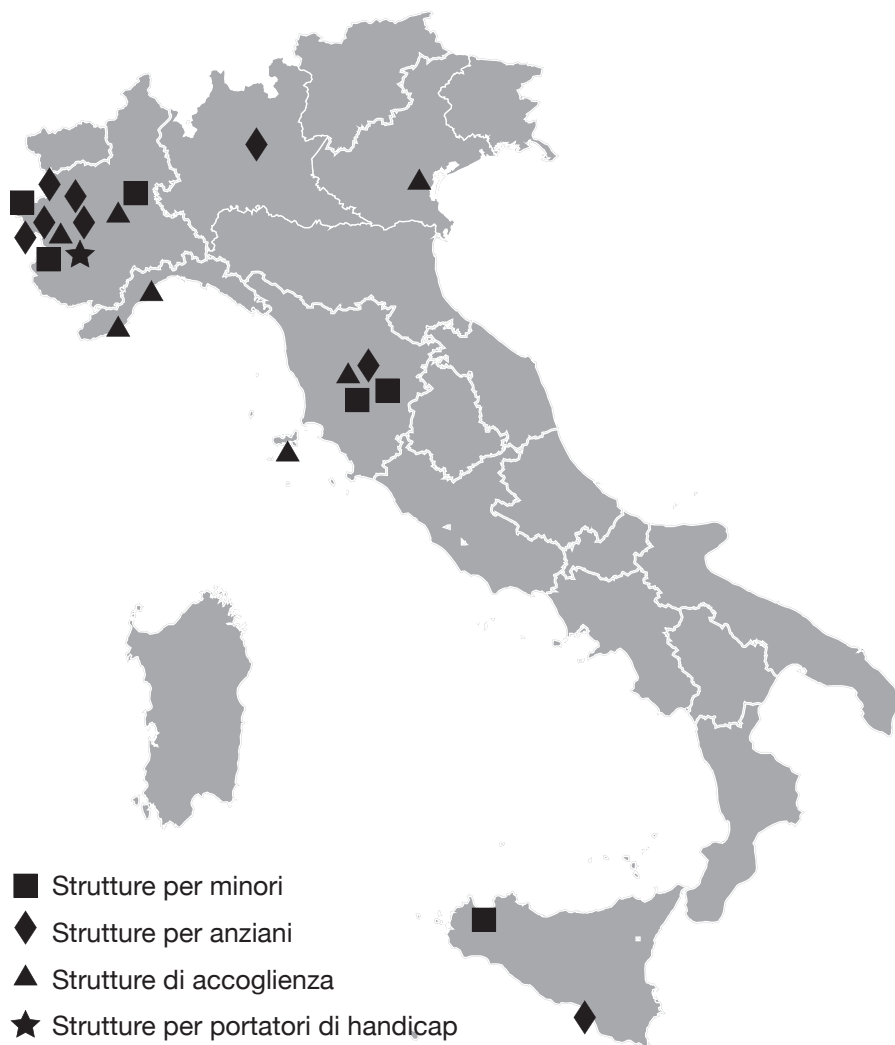 Strutture per minori
Strutture per anziani
Strutture di accoglienza
Strutture per portatori di handicap